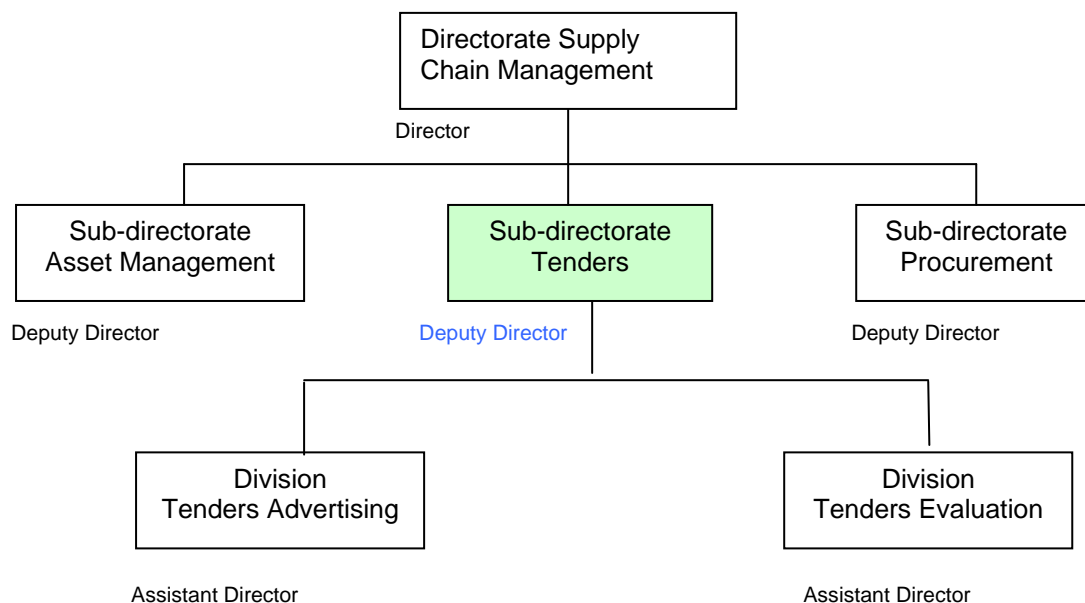 Directorate Supply
Chain Management
Director
Sub-directorate
Asset Management
Sub-directorate
Tenders
Sub-directorate
Procurement
Deputy Director
Deputy Director
Deputy Director
Division
Tenders Advertising
Division
Tenders Evaluation
Assistant Director
Assistant Director